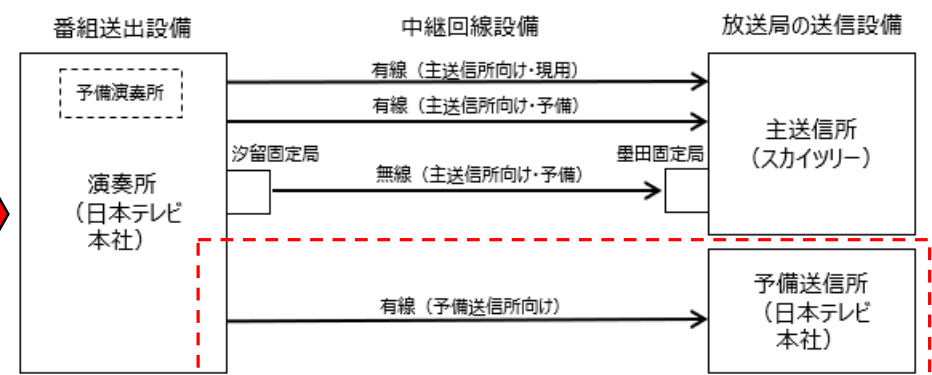 番組送出設備
中継回線設備
放送局の送信設備
予備演奏所
演奏所
（日本テレビ
本社）
有線（主送信所向け・現用）
有線（主送信所向け・予備）
汐留固定局
墨田固定局
無線（主送信所向け・予備）
主送信所
（スカイツリー）
有線（予備送信所向け）
予備送信所
（日本テレビ
本社）